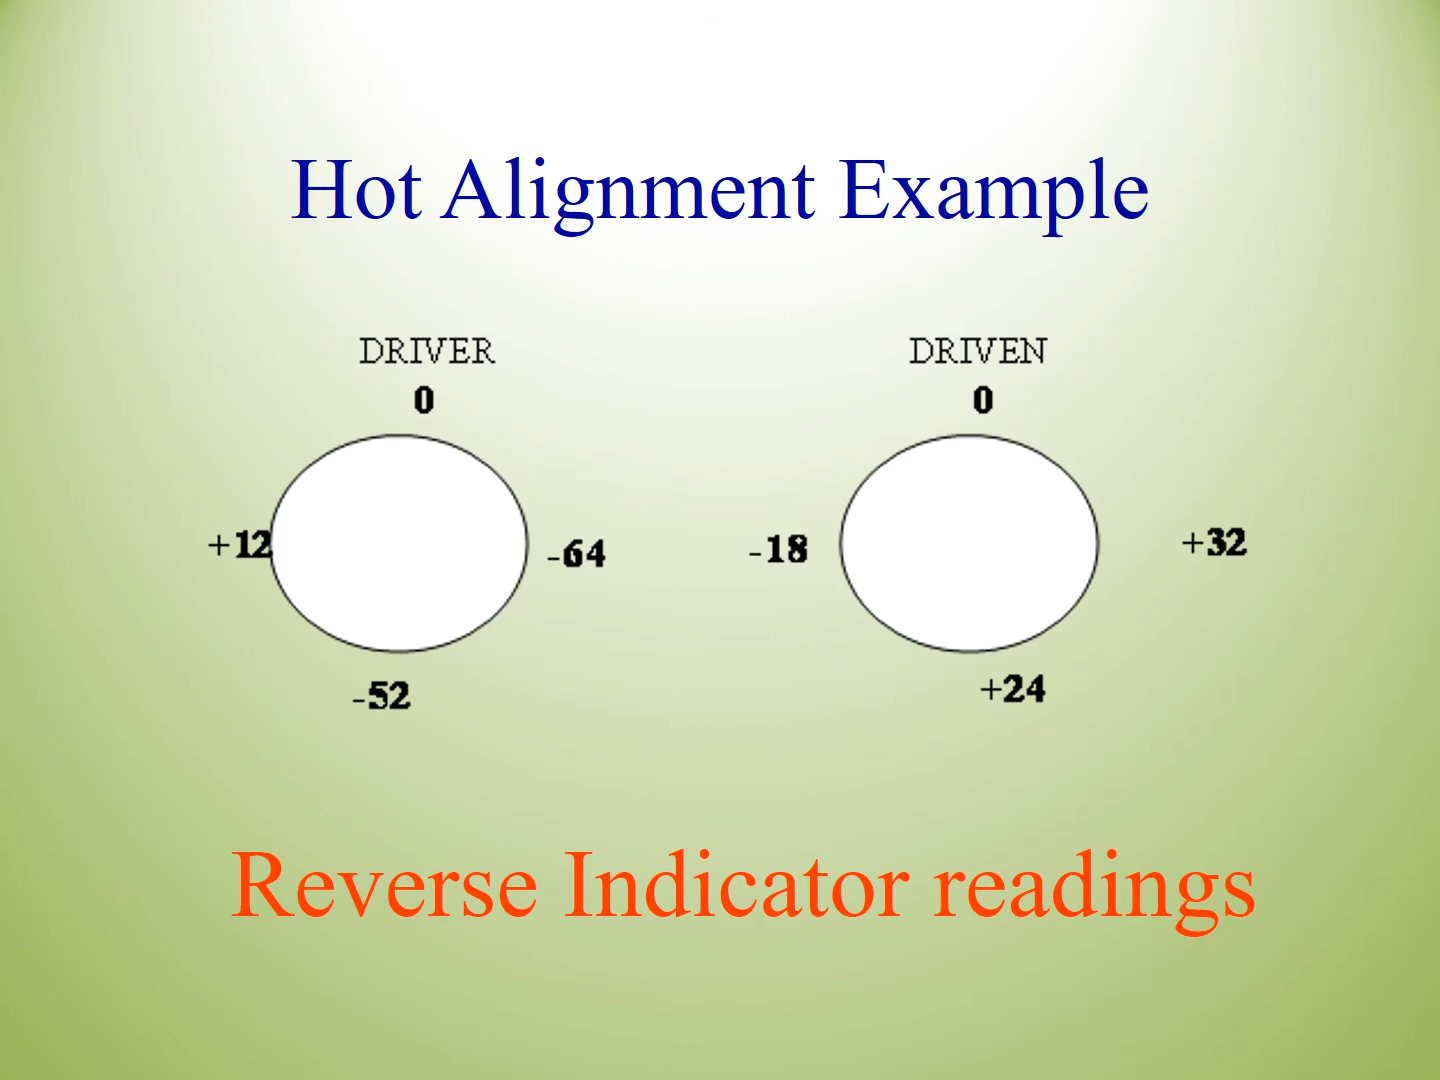 Hot Alignment Example
DRIVER DRIVEN
0 0
+12 -64 -18 +32
-52 +24
Reverse Indicator readings